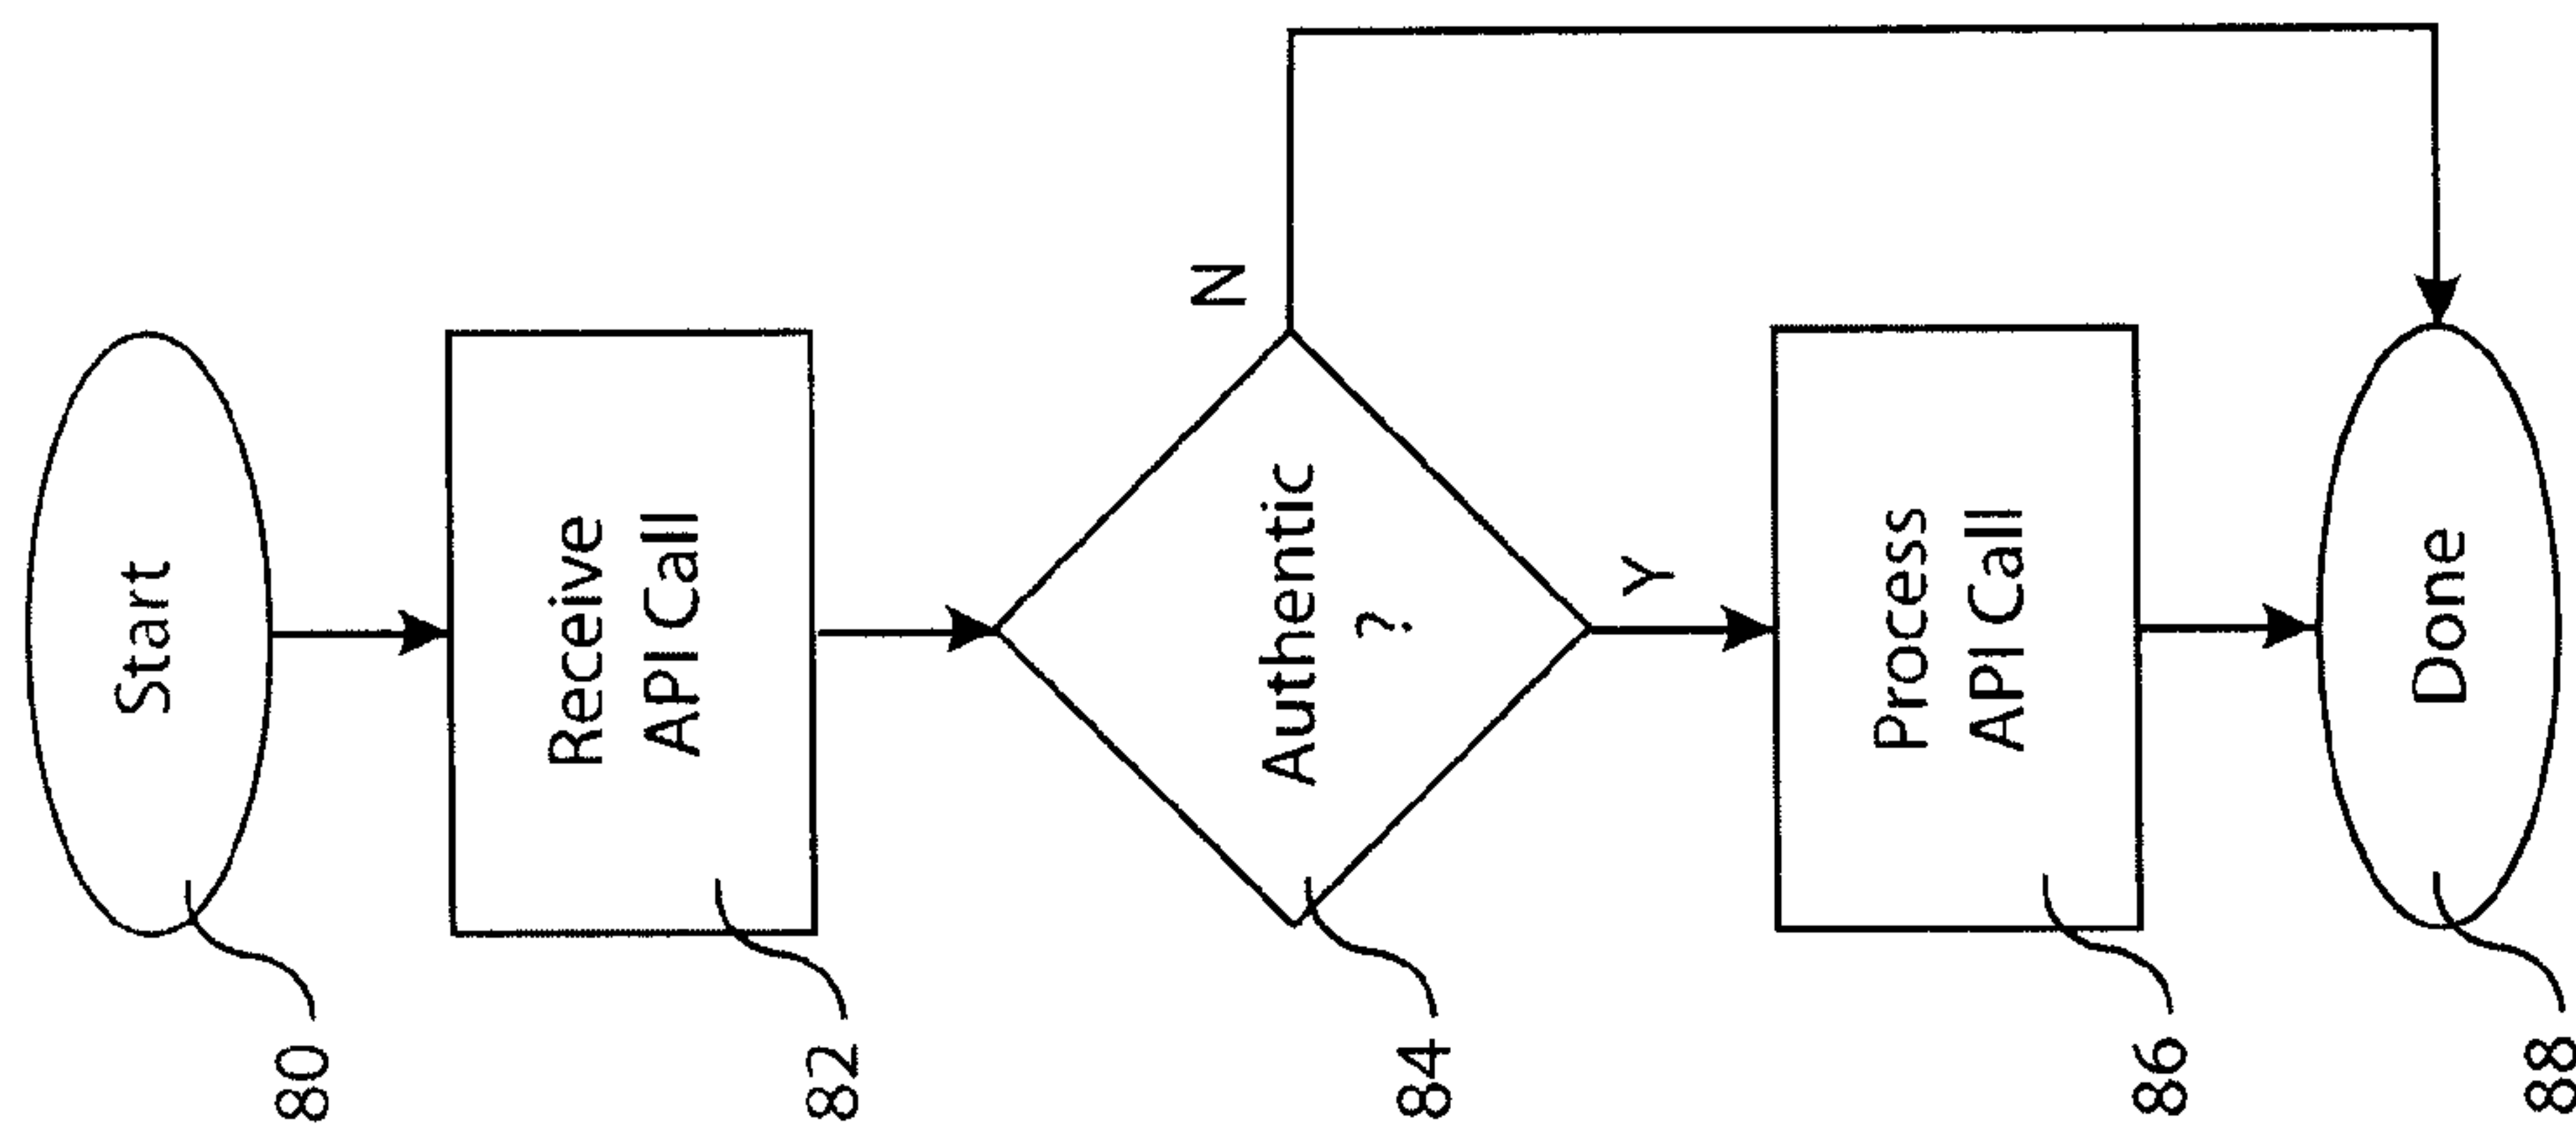 80
Start
82
Receive
API Call
84
Authentic
?
N
Y
86
Process
API Call
88
Done